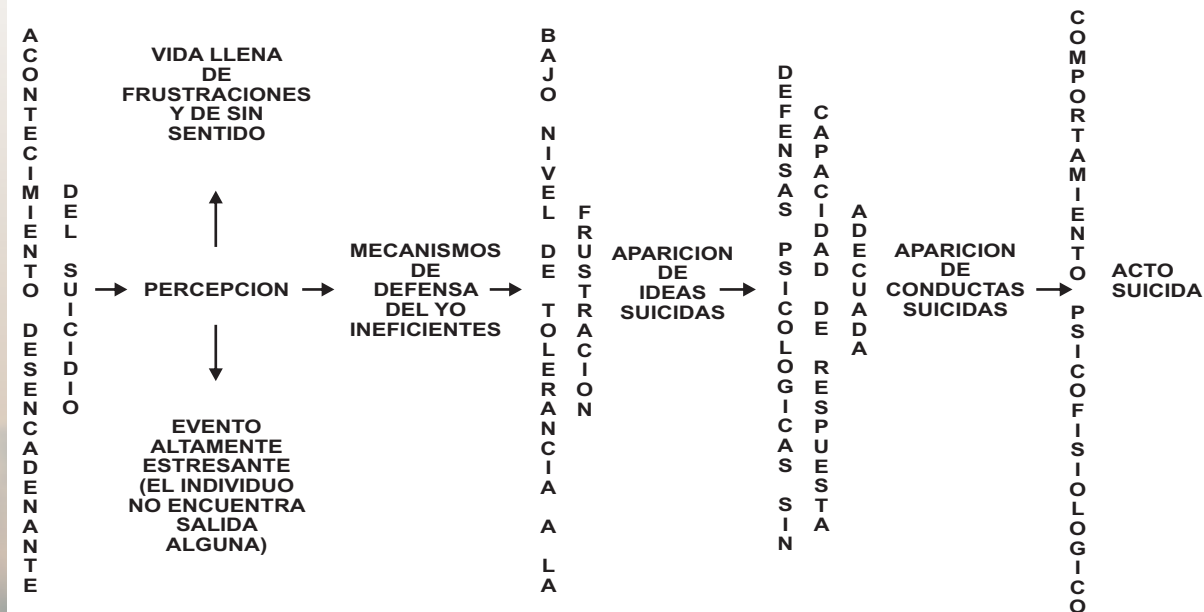 ACONTECIMIENTO DESENCADENANTE
DEL SUICIDIO
VIDA LLENA
DE
FRUSTRACIONES
Y DE SIN
SENTIDO
PERCEPCION
EVENTO
ALTAMENTE
ESTRESANTE
(EL INDIVIDUO
NO ENCUENTRA
SALIDA
ALGUNA)
MECANISMOS
DE
DEFENSA
DEL YO
INEFICIENTES
BAJO NIVEL DE TOLERANCIA A LA
FRUSTRACION
APARICION
DE
IDEAS
SUICIDAS
DEFENSAS PSICOLOGICAS SIN
CAPACIDAD DE RESPUESTA
ADECUADA
APARICION
DE
CONDUCTAS
SUICIDAS
COMPORTAMIENTO PSICOFISIOLOGICO
ACTO
SUICIDA